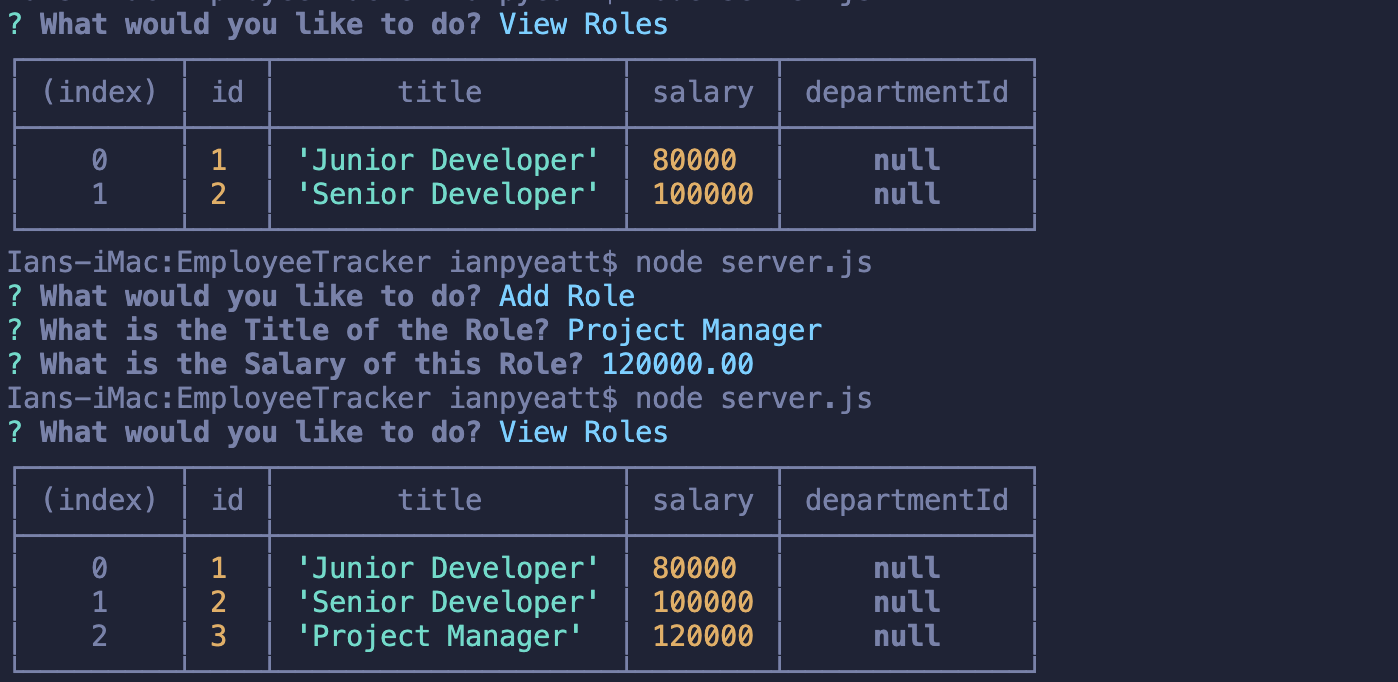 ? What would you like to do? View Roles
(index) id title salary departmentId
0 1 'Junior Developer' 80000 null
1 2 'Senior Developer' 100000 null
Ians-iMac:EmployeeTracker ianpyeatt$ node server.js
? What would you like to do? Add Role
? What is the Title of the Role? Project Manager
? What is the Salary of this Role? 120000.00
Ians-iMac:EmployeeTracker ianpyeatt$ node server.js
? What would you like to do? View Roles
(index) id title salary departmentId
0 1 'Junior Developer' 80000 null
1 2 'Senior Developer' 100000 null
2 3 'Project Manager' 120000 null